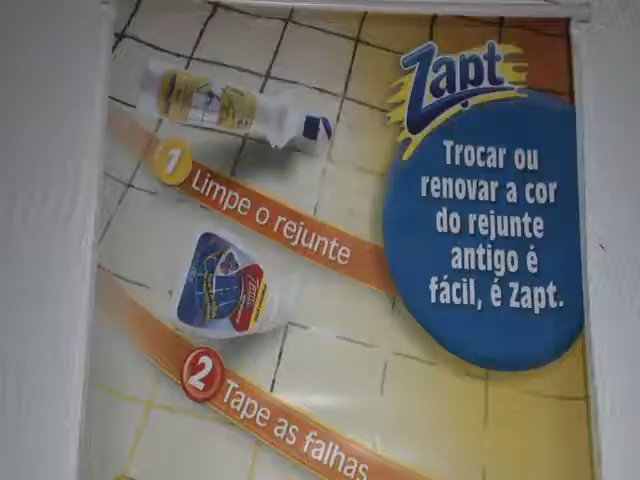 Zapt
Trocar ou
renovar a cor
do rejunte
antigo é
fácil, é Zapt.
1 Limpe o rejunte
2 Tape as falhas